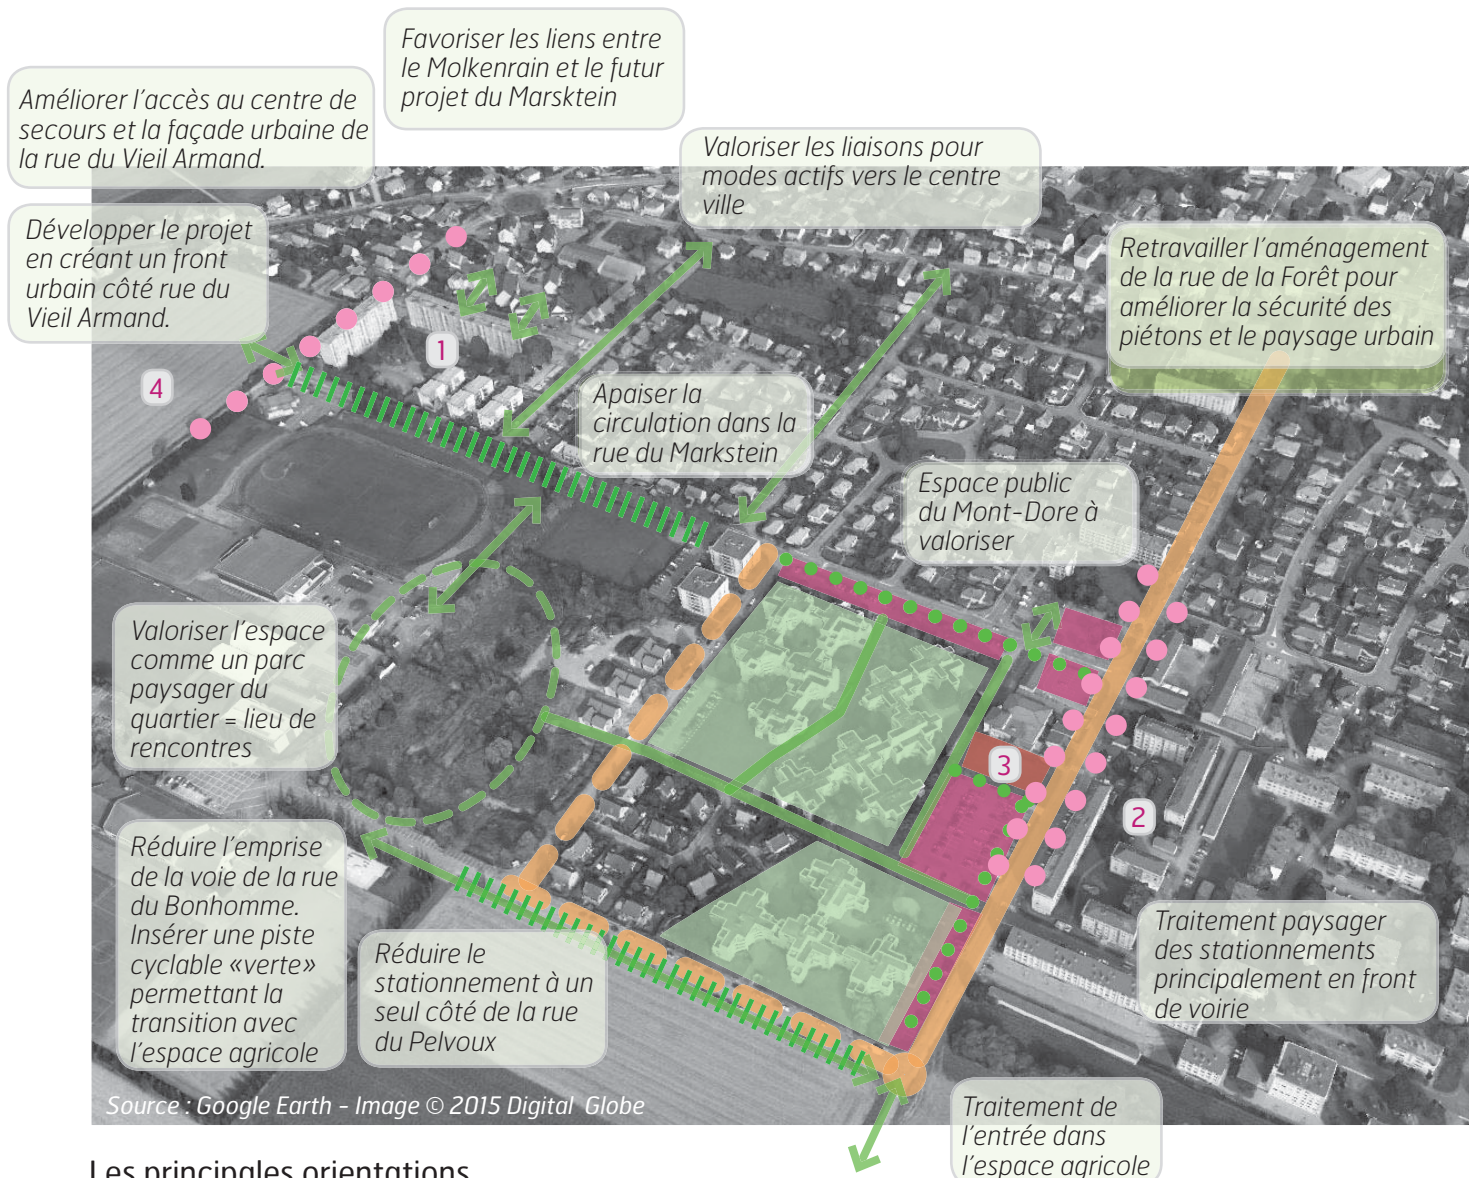 Favoriser les liens entre
le Molkenrain et le futur
projet du Marsktein
Améliorer l’accès au centre de
secours et la façade urbaine de
la rue du Vieil Armand.
Valoriser les liaisons pour
modes actifs vers le centre
ville
Développer le projet
en créant un front
urbain côté rue du
Vieil Armand.
Retravailler l’aménagement
de la rue de la Forêt pour
améliorer la sécurité des
piétons et le paysage urbain
1
4
Apaiser la
circulation dans la
rue du Markstein
Espace public
du Mont-Dore à
valoriser
Valoriser l’espace
comme un parc
paysager du
quartier = lieu de
rencontres
3
2
Réduire l’emprise
de la voie de la rue
du Bonhomme.
Insérer une piste
cyclable «verte»
permettant la
transition avec
l’espace agricole
Réduire le
stationnement à un
seul côté de la rue
du Pelvoux
Traitement paysager
des stationnements
principalement en front
de voirie
Source : Google Earth - Image © 2015 Digital Globe
Traitement de
l’entrée dans
l’espace agricole
Les principales orientations